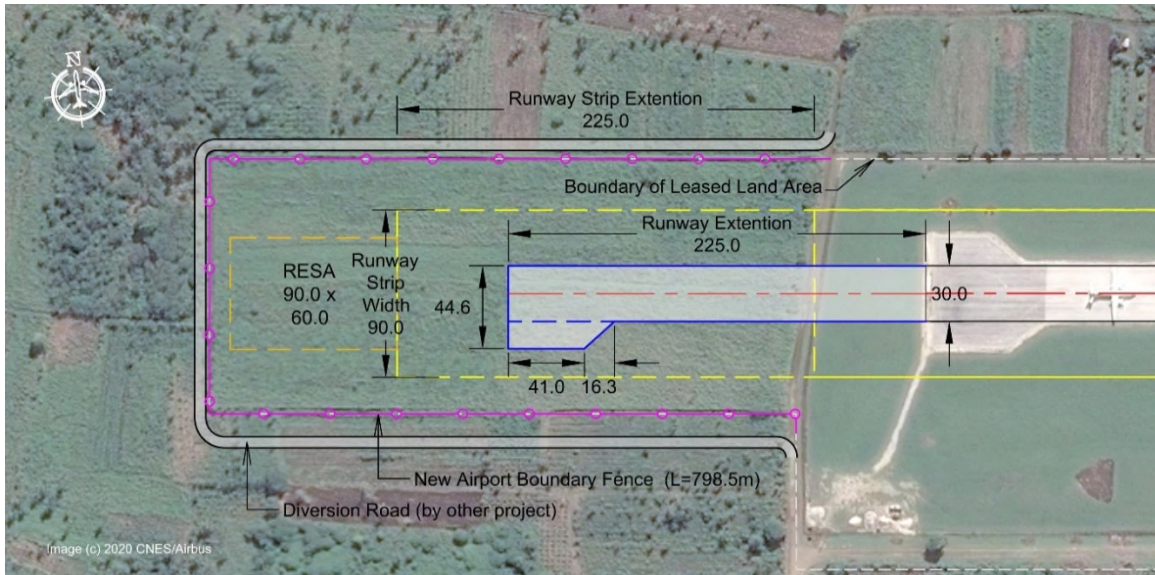 N
Runway Strip Extention
225.0
Boundary of Leased Land Area
Runway Extention
225.0
RESA
90.0 x
60.0
Runway
Strip
Width
90.0
44.6
30.0
41.0
16.3
New Airport Boundary Fence (L=798.5m)
Diversion Road (by other project)
Image (c) 2020 CNES/Airbus